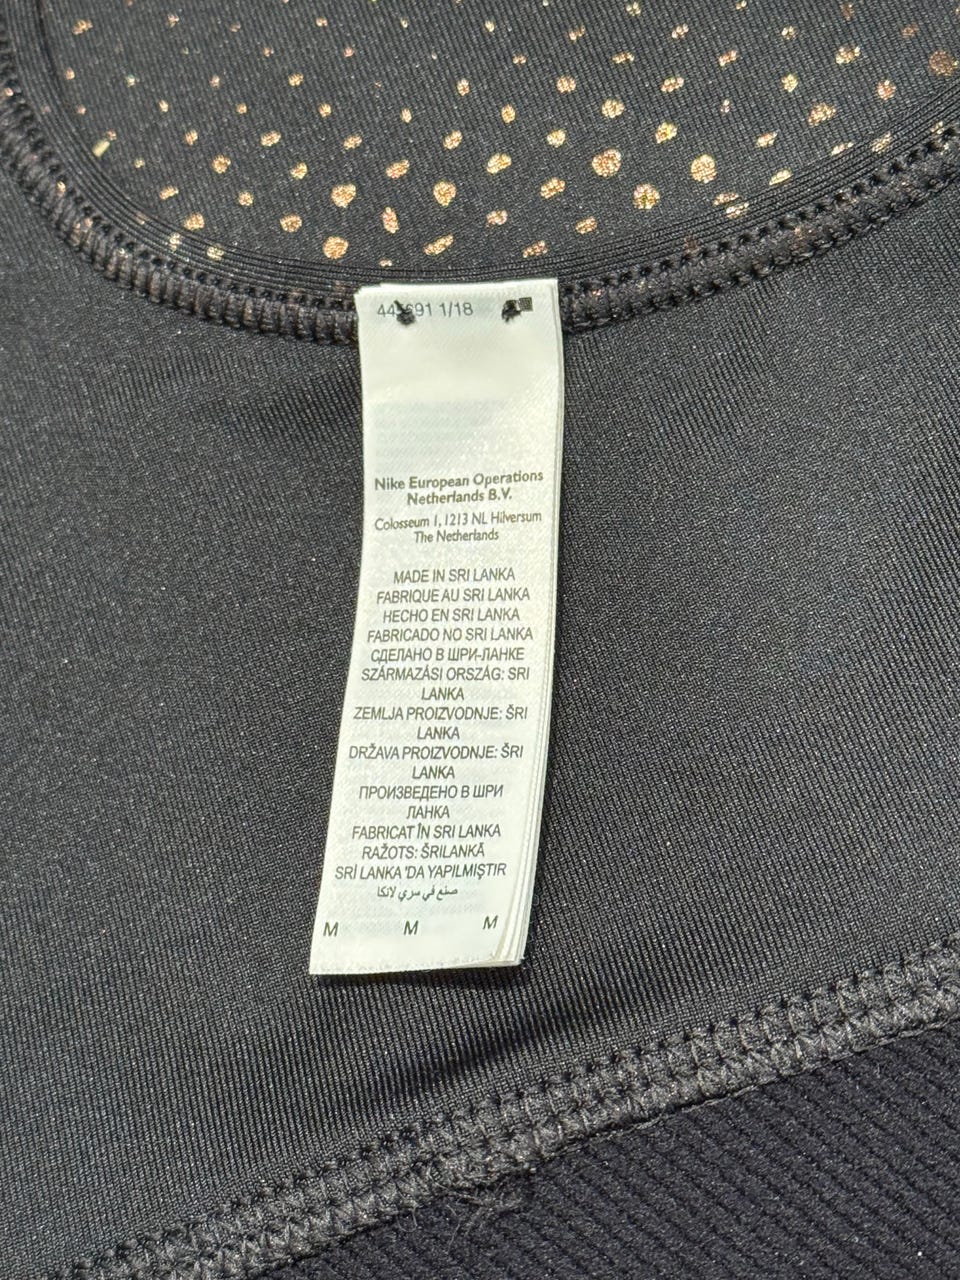 1/18
Nike European Operations
Netherlands B.V.
Colosseum 1, 1213 NL Hilversum
The Netherlands
MADE IN SRI LANKA
FABRIQUE AU SRI LANKA
HECHO EN SRI LANKA
FABRICADO NO SRI LANKA
СДЕЛАНО В ШРИ-ЛАНКЕ
SZÁRMAZÁSI ORSZÁG: SRI
LANKA
ZEMLJA PROIZVODNJE: ŠRI
LANKA
DRŽAVA PROIZVODNJE: ŠRI
LANKA
ПРОИЗВЕДЕНО В ШРИ
ЛАНКА
FABRICAT ÎN SRI LANKA
RAŽOTS: ŠRILANKĀ
SRİ LANKA 'DA YAPILMIŞTIR
صنع في سري لانكا
M M M